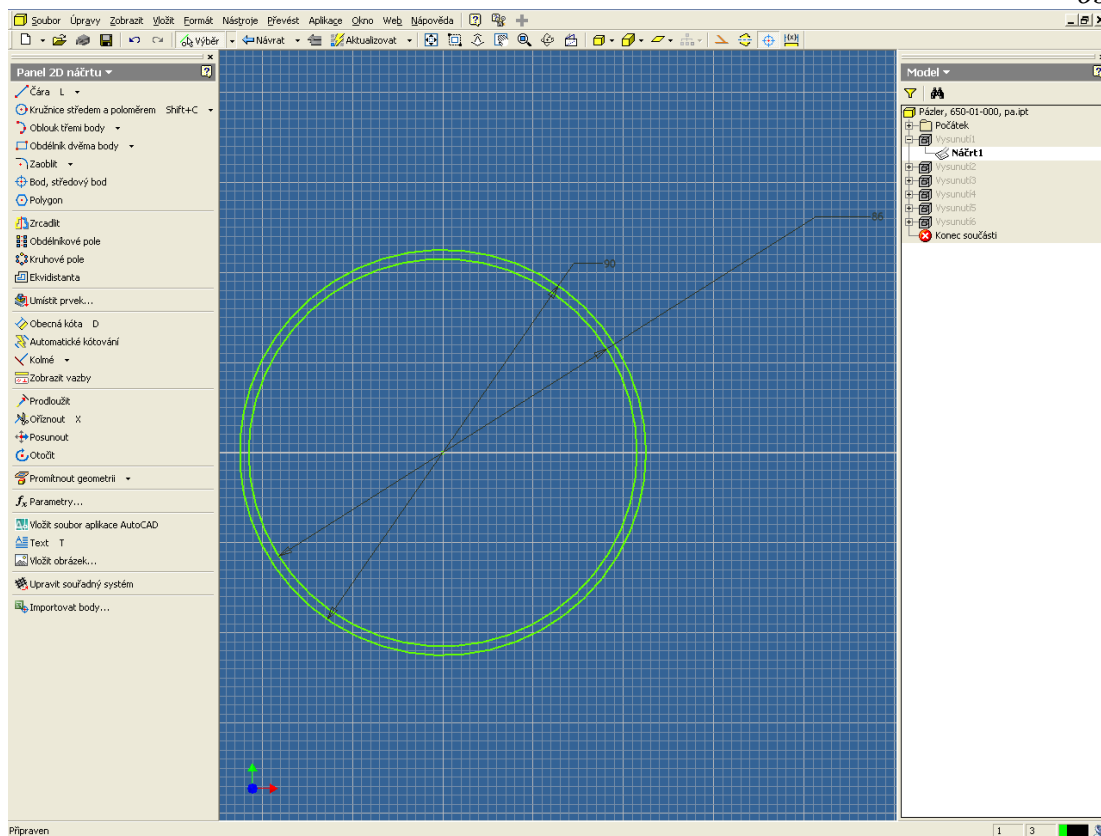 Soubor Úpravy Zobrazit Vložit Formát Nástroje Převést Aplikace Okno Web Nápověda
Výběr Návrat Aktualizovat
Panel 2D náčrtu
Čára L
Kružnice středem a poloměrem Shift+C
Oblouk třemi body
Obdélník dvěma body
Zaoblit
Bod, středový bod
Polygon
Zrcadlit
Obdélníkové pole
Kruhové pole
Ekvidistanta
Umístit prvek...
Obecná kóta D
Automatické kótování
Kolmé
Zobrazit vazby
Prodloužit
Oříznout X
Posunout
Otočit
Promítnout geometrii
fx Parametry...
Vložit soubor aplikace AutoCAD
Text T
Vložit obrázek...
Upravit souřadný systém
Importovat body...
86
90
Model
Pázler, 650-01-000, pa.ipt
Počátek
Vysunutí1
Náčrt1
Vysunutí2
Vysunutí3
Vysunutí4
Vysunutí5
Vysunutí6
Konec součásti
Připraven
1 3